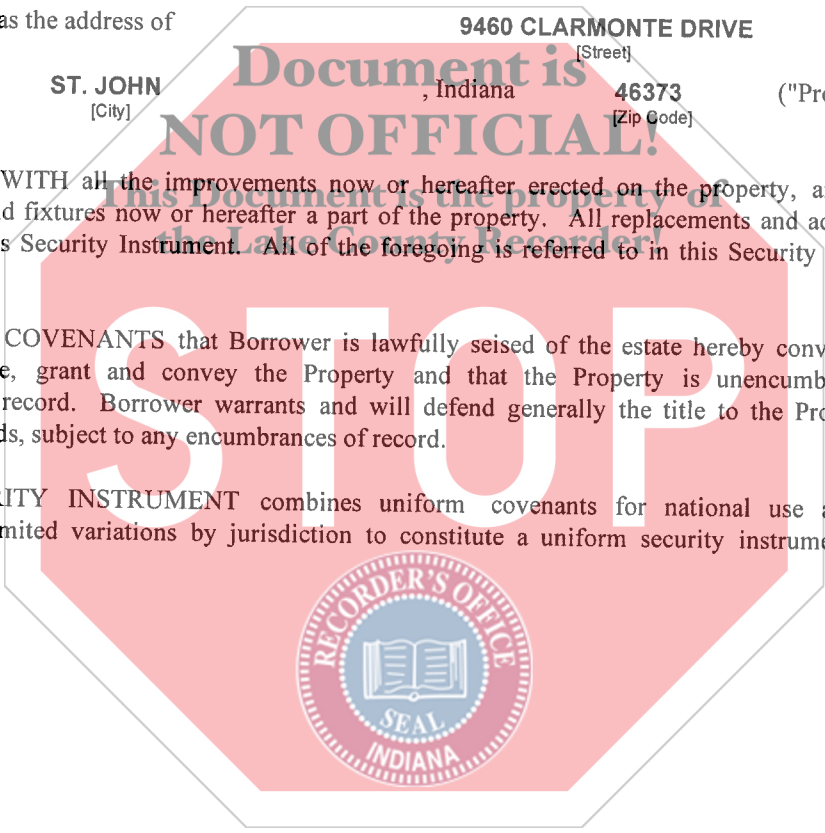 as the address of
9460 CLARMONTE DRIVE
[Street]
ST. JOHN , Indiana 46373 ("Pro
[City] [Zip Code]
Document is
NOT OFFICIAL!
This Document is the property of
the Lake County Recorder!
WITH all the improvements now or hereafter erected on the property, a
d fixtures now or hereafter a part of the property. All replacements and ad
s Security Instrument. All of the foregoing is referred to in this Security
COVENANTS that Borrower is lawfully seised of the estate hereby conv
e, grant and convey the Property and that the Property is unencumb
record. Borrower warrants and will defend generally the title to the Pro
ds, subject to any encumbrances of record.
RITY INSTRUMENT combines uniform covenants for national use a
mited variations by jurisdiction to constitute a uniform security instrume
STOP
RECORDER'S OFFICE
SEAL
INDIANA